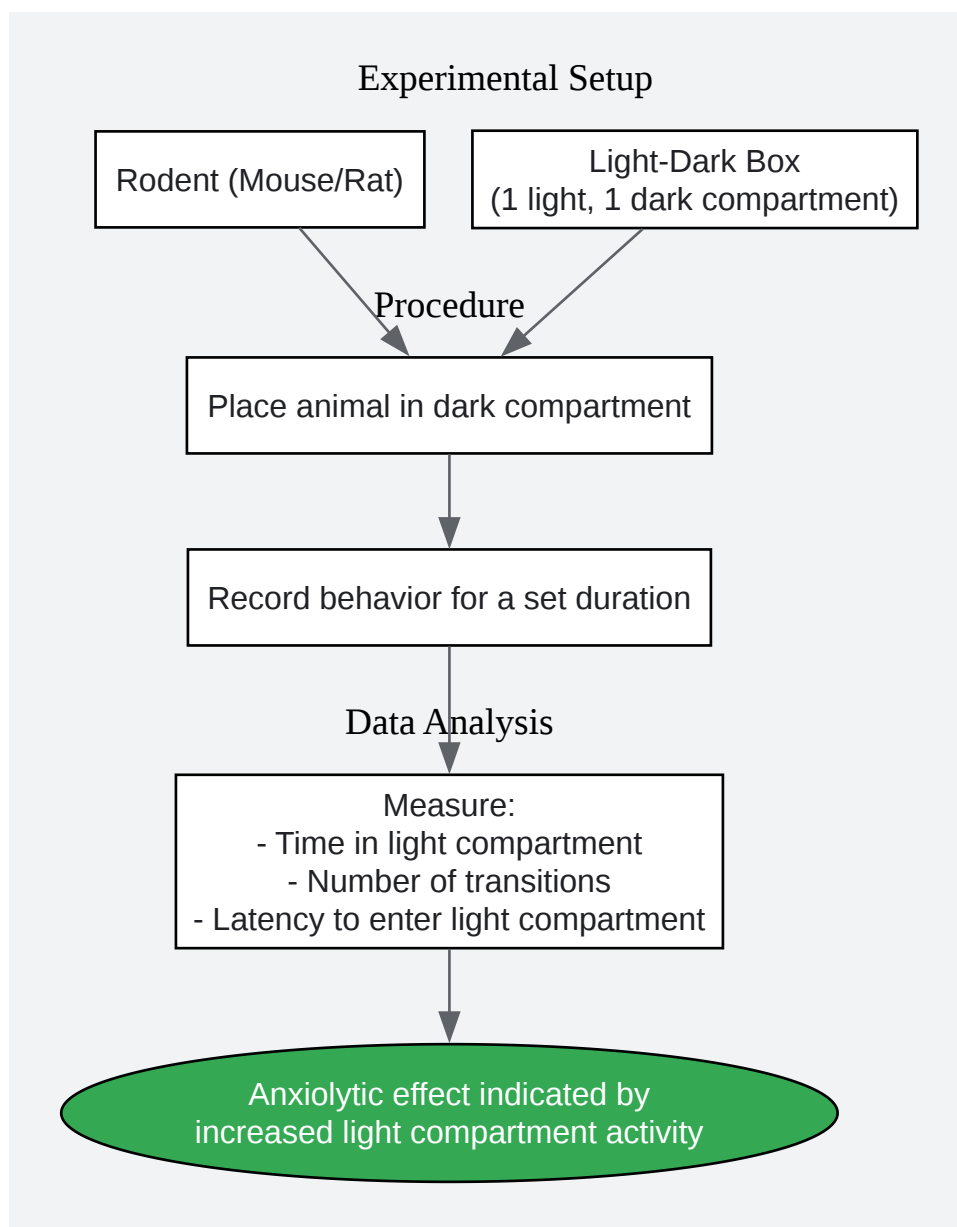 Experimental Setup
Rodent (Mouse/Rat)
Light-Dark Box
(1 light, 1 dark compartment)
Procedure
Place animal in dark compartment
Record behavior for a set duration
Data Analysis
Measure:
- Time in light compartment
- Number of transitions
- Latency to enter light compartment
Anxiolytic effect indicated by
increased light compartment activity